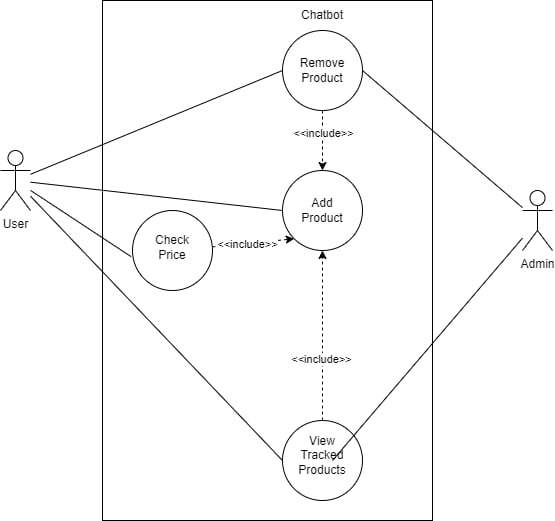 Chatbot
Remove
Product
<<include>>
Add
Product
User
Check
Price
<<include>>
Admin
<<include>>
View
Tracked
Products